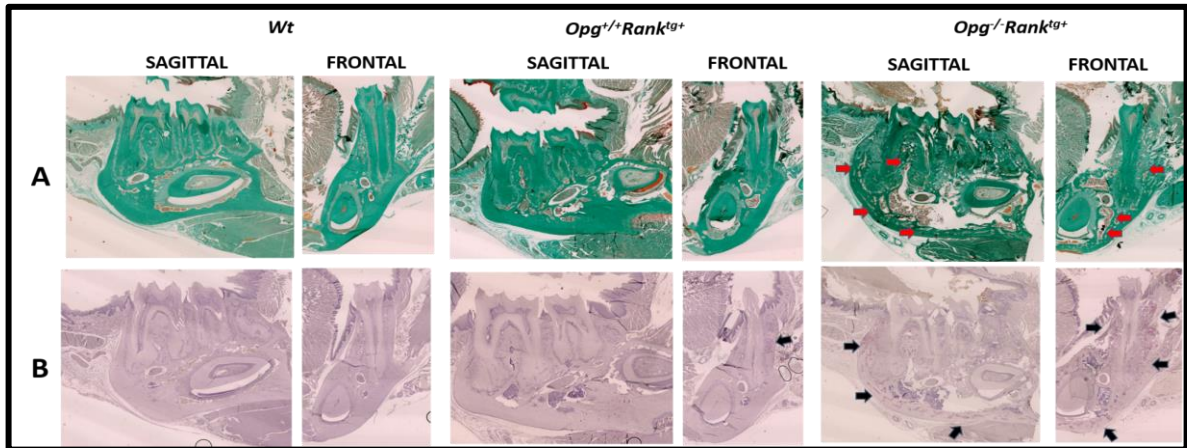 Wt Opg+/+Ranktg+ Opg-/-Ranktg+
SAGITTAL FRONTAL SAGITTAL FRONTAL SAGITTAL FRONTAL
A
B